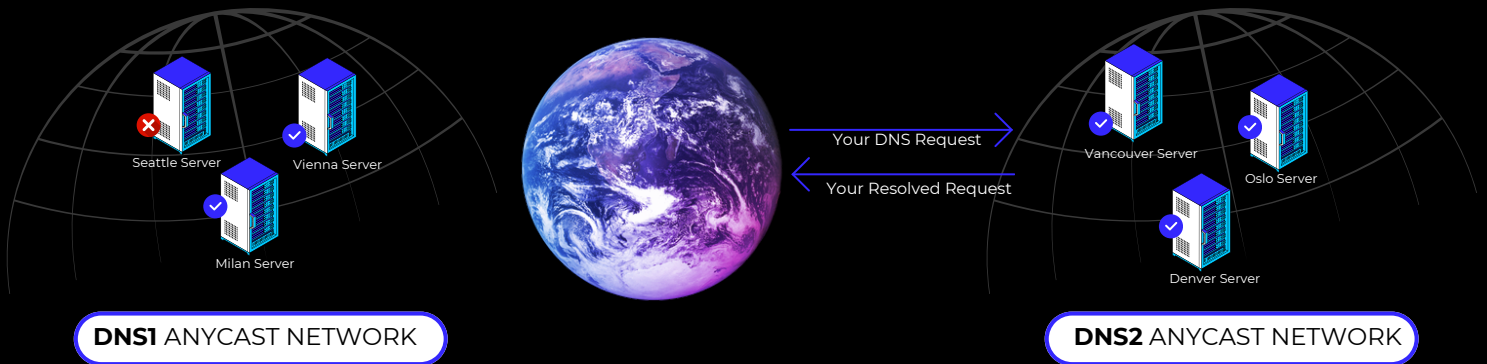 Seattle Server
Vienna Server
Milan Server
DNS1 ANYCAST NETWORK
Your DNS Request
Your Resolved Request
Vancouver Server
Oslo Server
Denver Server
DNS2 ANYCAST NETWORK